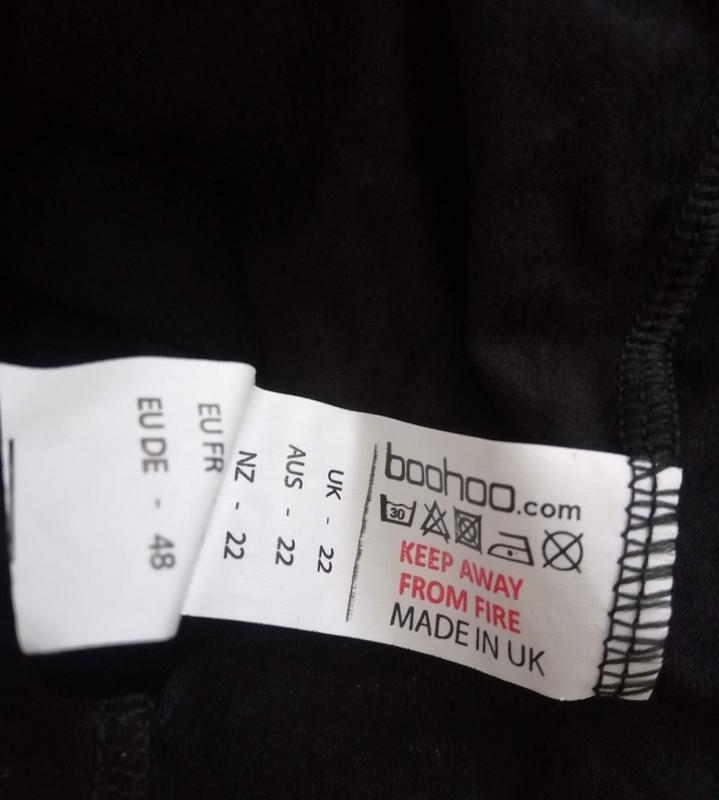 boohoo.com
30
KEEP AWAY
FROM FIRE
MADE IN UK
UK - 22
AUS - 22
NZ - 22
EU FR
EU DE - 48